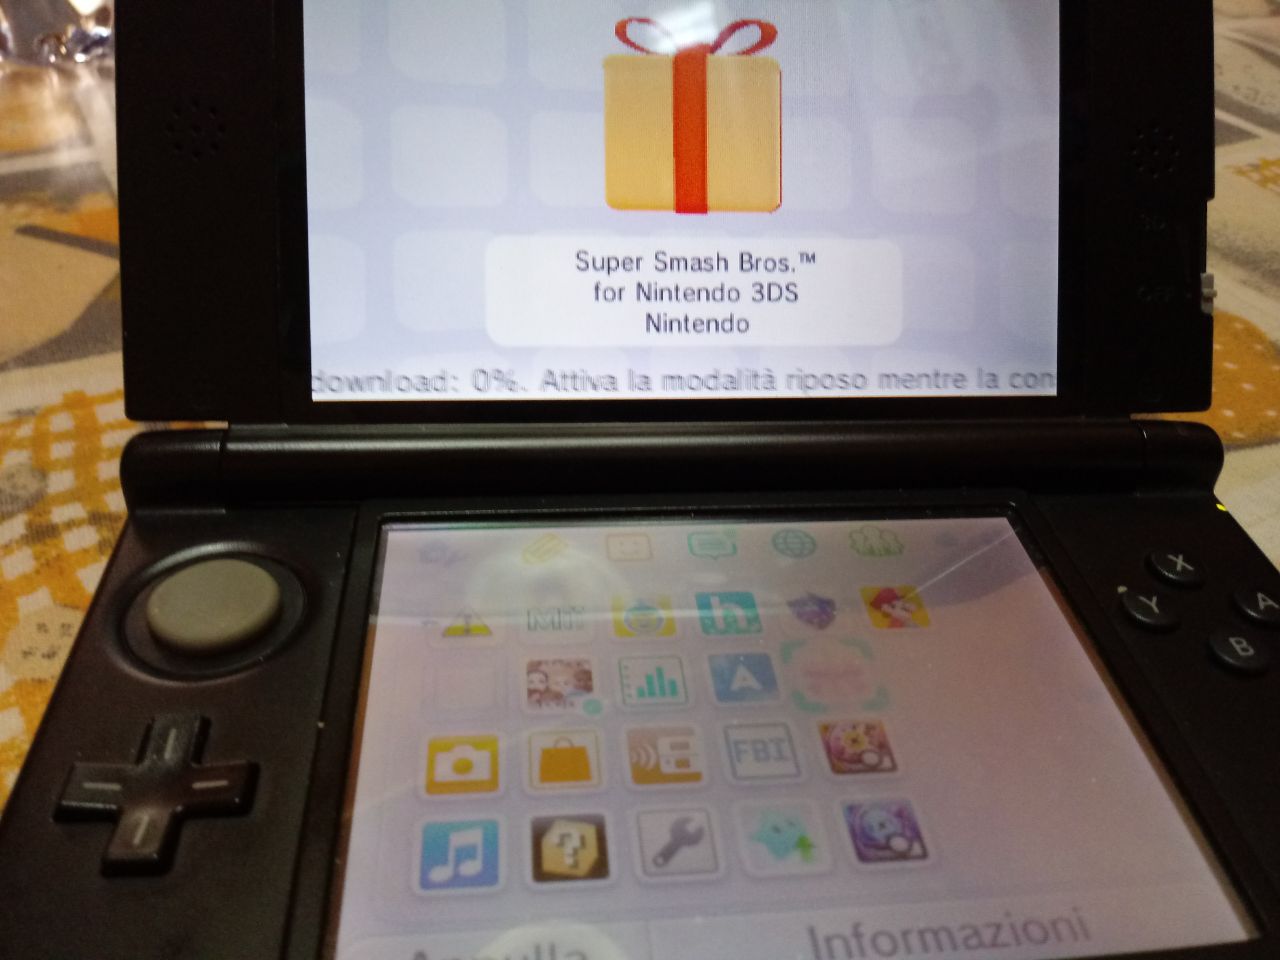 Super Smash Bros.™
for Nintendo 3DS
Nintendo
download: 0%. Attiva la modalità riposo mentre la con
X
Y
A
B
Mii
h
A
FBI
?
Annulla
Informazioni